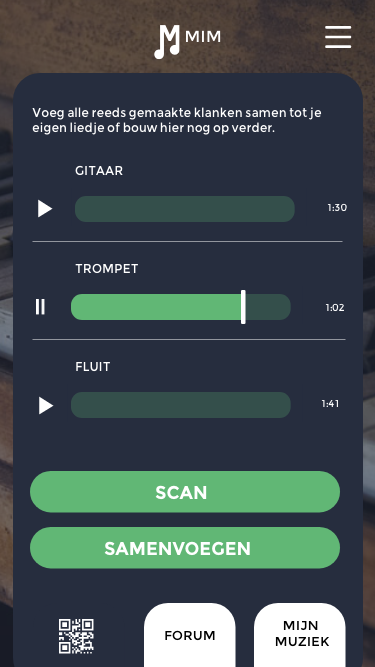 MIM
Voeg alle reeds gemaakte klanken samen tot je
eigen liedje of bouw hier nog op verder.
GITAAR
1:30
TROMPET
1:02
FLUIT
1:41
SCAN
SAMENVOEGEN
FORUM
MIJN
MUZIEK